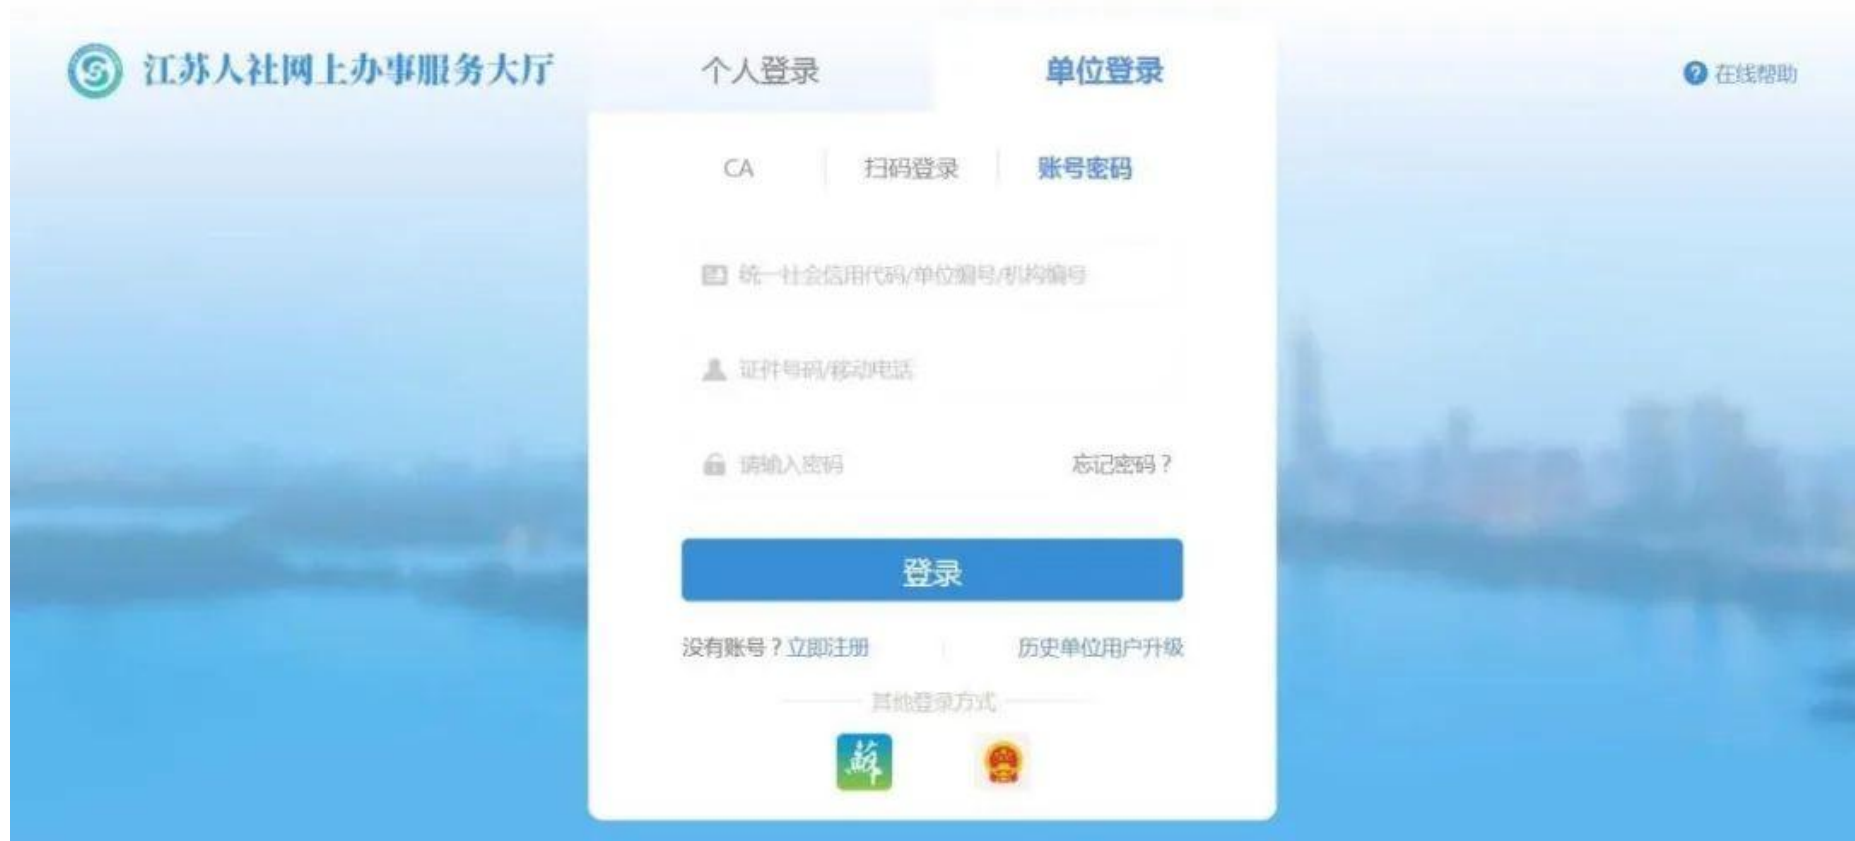 江苏人社网上办事服务大厅
个人登录
单位登录
在线帮助
CA
扫码登录
账号密码
统一社会信用代码/单位编号/机构编号
证件号码/移动电话
请输入密码
忘记密码？
登录
没有账号？立即注册
历史单位用户升级
其他登录方式
蘇